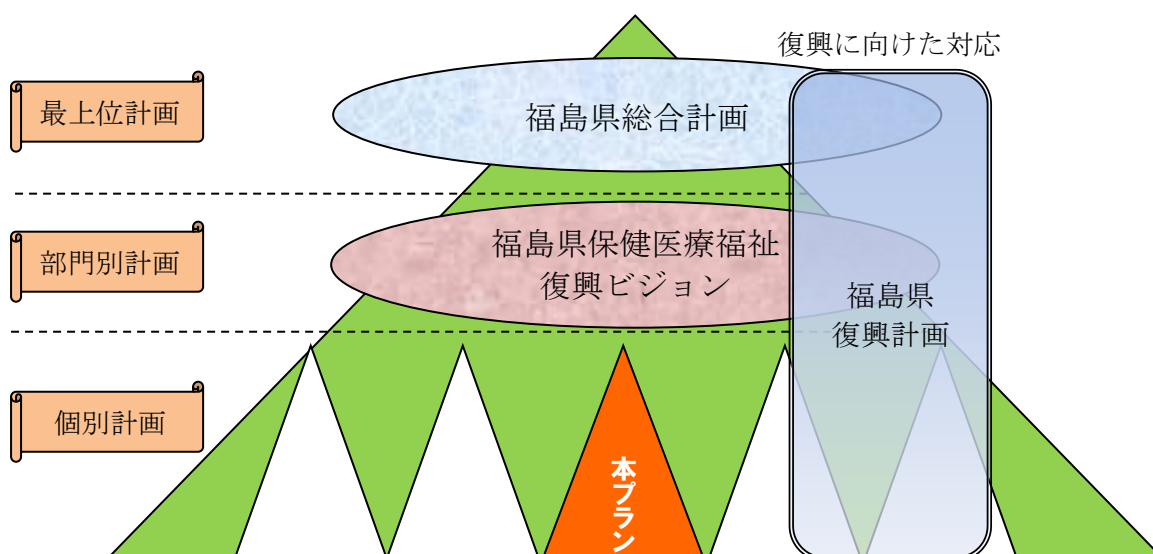 復興に向けた対応
最上位計画
福島県総合計画
部門別計画
福島県保健医療福祉
復興ビジョン
福島県
復興計画
個別計画
本プラン